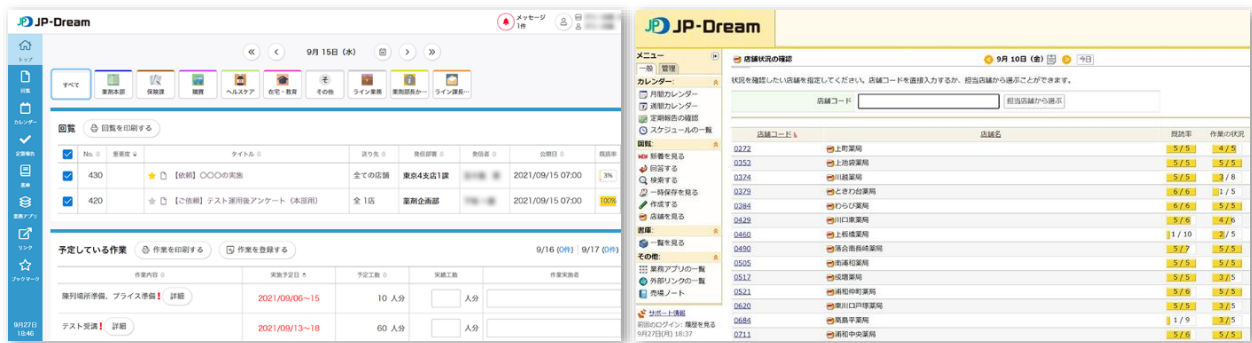 JP-Dream
メッセージ
1件
トップ
回覧
カレンダー
定期報告
書庫
業務アプリ
リンク
ブックマーク
9月27日
18:46
9月 15日 (水)
すべて
薬剤本部
保険課
購買
ヘルスケア
在宅・教育
その他
ライン業務
薬剤部長か…
ライン課長…
回覧
回覧を印刷する
No.
重要度
タイトル
送り先
発信部署
発信者
公開日
既読率
430
【依頼】〇〇〇の実施
全ての店舗
東京4支店1課
2021/09/15 07:00
3%
420
【ご依頼】テスト運用後アンケート（本部用）
全 1店
薬剤企画部
2021/09/15 07:00
100%
予定している作業
作業を印刷する
作業を登録する
9/16 (0件)
9/17 (0件)
作業内容
実施予定日
予定工数
実績工数
作業実施者
陳列場所準備、プライス準備！
詳細
2021/09/06～15
10 人分
人分
テスト受講！
詳細
2021/09/13～18
60 人分
人分
JP-Dream
メニュー
一般
管理
カレンダー:
月間カレンダー
週間カレンダー
定期報告の確認
スケジュールの一覧
回覧:
NEW 新着を見る
回答する
検索する
一時保存を見る
作成する
店舗を見る
書庫:
一覧を見る
その他:
業務アプリの一覧
外部リンクの一覧
売場ノート
サポート情報
前回のログイン: 履歴を見る
9月27日(月) 18:37
店舗状況の確認
9月 10日 (金)
今日
状況を確認したい店舗を指定してください。店舗コードを直接入力するか、担当店舗から選ぶことができます。
店舗コード
担当店舗から選ぶ
店舗コード
店舗名
既読率
作業の状況
0272
上町薬局
5 / 5
4 / 5
0353
上池袋薬局
5 / 5
5 / 5
0374
川越薬局
5 / 5
3 / 8
0379
ときわ台薬局
6 / 6
1 / 5
0384
わらび薬局
6 / 6
5 / 5
0429
川口東薬局
5 / 6
4 / 6
0460
上板橋薬局
1 / 10
2 / 5
0490
落合南長崎薬局
5 / 7
5 / 5
0505
南浦和薬局
5 / 5
5 / 5
0517
成増薬局
5 / 5
3 / 5
0521
浦和仲町薬局
5 / 6
5 / 5
0620
東川口戸塚薬局
5 / 5
3 / 5
0684
高島平薬局
1 / 9
3 / 5
0711
浦和中央薬局
5 / 6
5 / 5